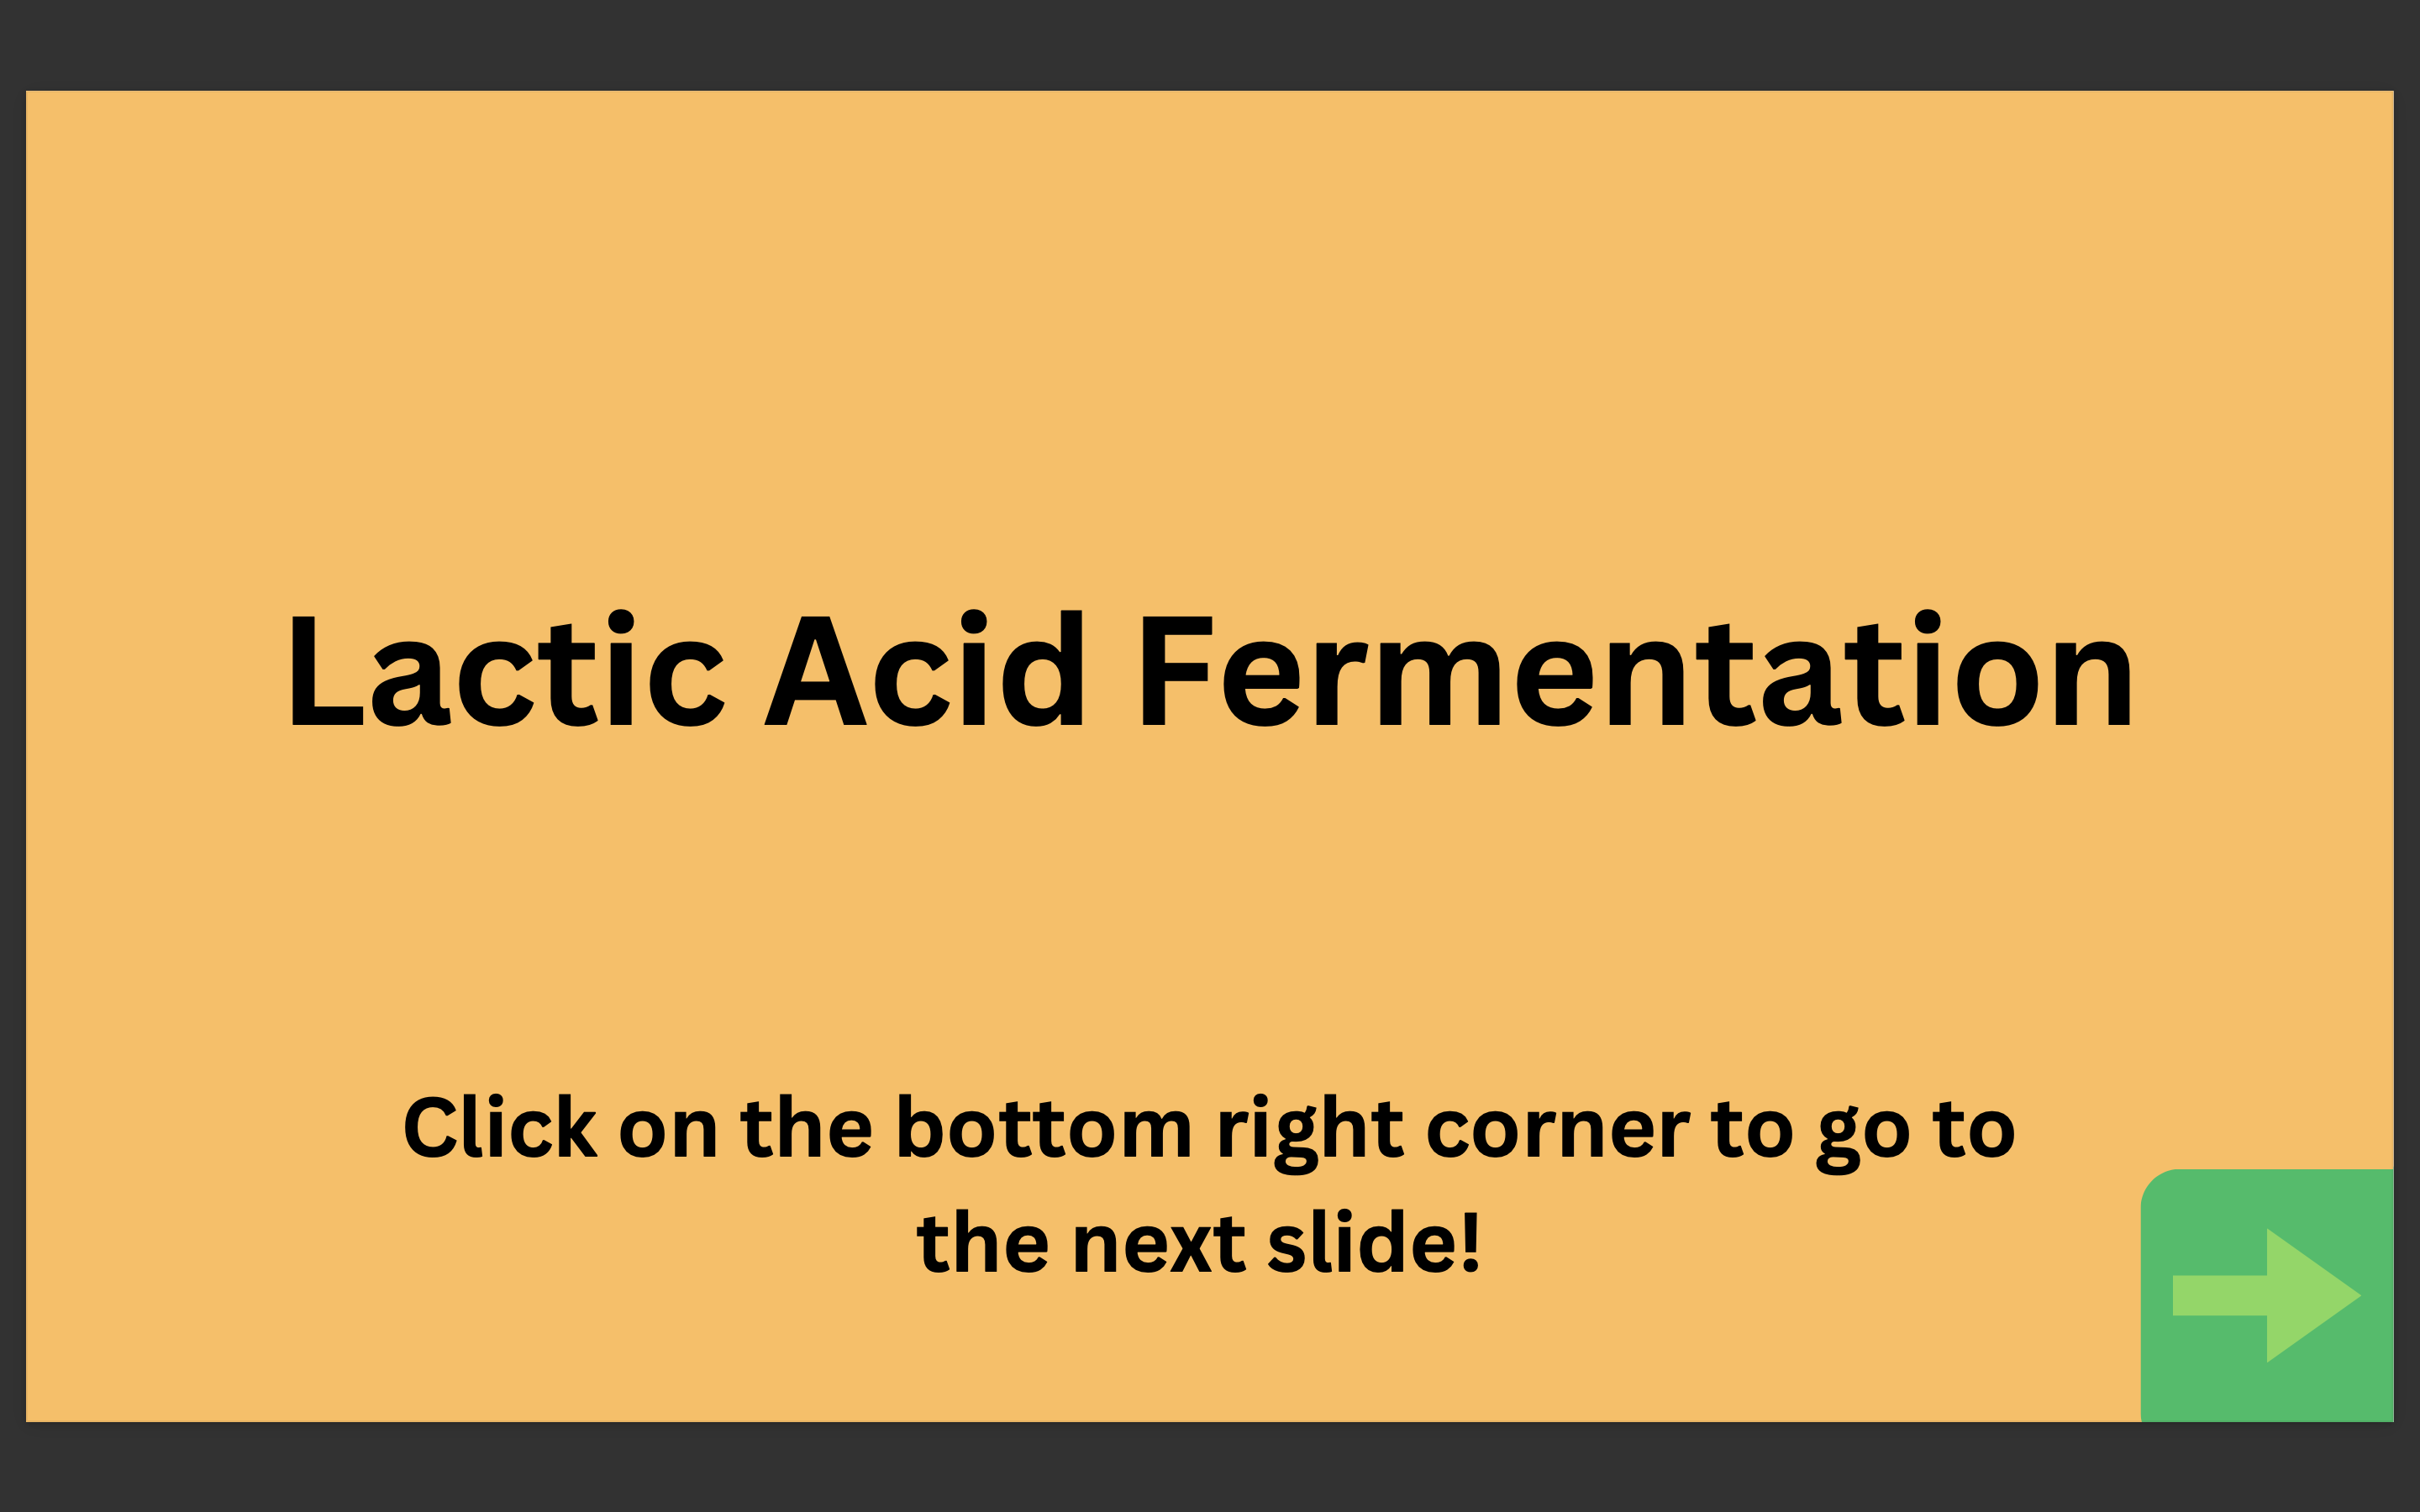 Lactic Acid Fermentation
Click on the bottom right corner to go to
the next slide!